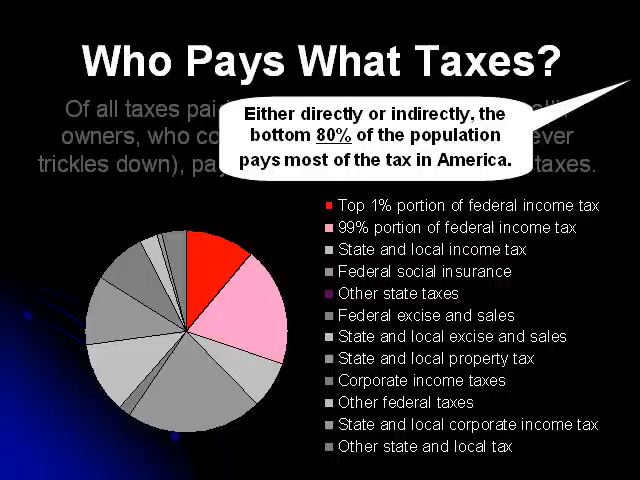 Who Pays What Taxes?
Of all taxes
owners, who ever
trickles down), taxes.
Either directly or indirectly, the
bottom 80% of the population
pays most of the tax in America.
Top 1% portion of federal income tax
99% portion of federal income tax
State and local income tax
Federal social insurance
Other state taxes
Federal excise and sales
State and local excise and sales
State and local property tax
Corporate income taxes
Other federal taxes
State and local corporate income tax
Other state and local tax